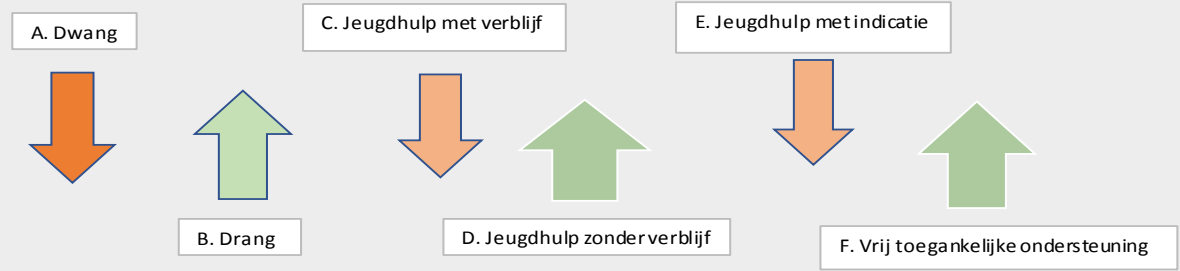 A. Dwang
C. Jeugdhulp met verblijf
E. Jeugdhulp met indicatie
B. Drang
D. Jeugdhulp zonder verblijf
F. Vrij toegankelijke ondersteuning